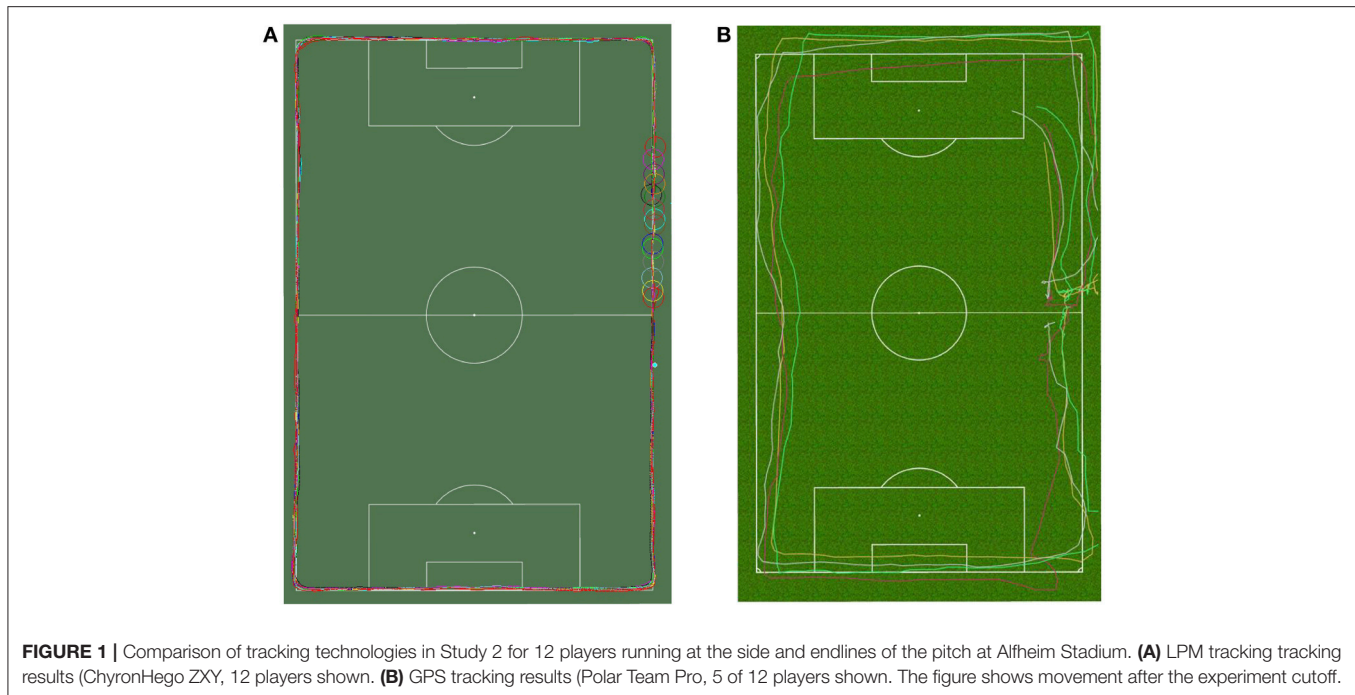 A
B
FIGURE 1 | Comparison of tracking technologies in Study 2 for 12 players running at the side and endlines of the pitch at Alfheim Stadium. (A) LPM tracking tracking
results (ChyronHego ZXY, 12 players shown. (B) GPS tracking results (Polar Team Pro, 5 of 12 players shown. The figure shows movement after the experiment cutoff.